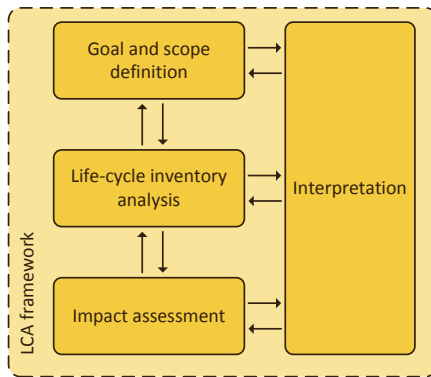 Goal and scope
definition
Life-cycle inventory
analysis
Interpretation
Impact assessment
LCA framework